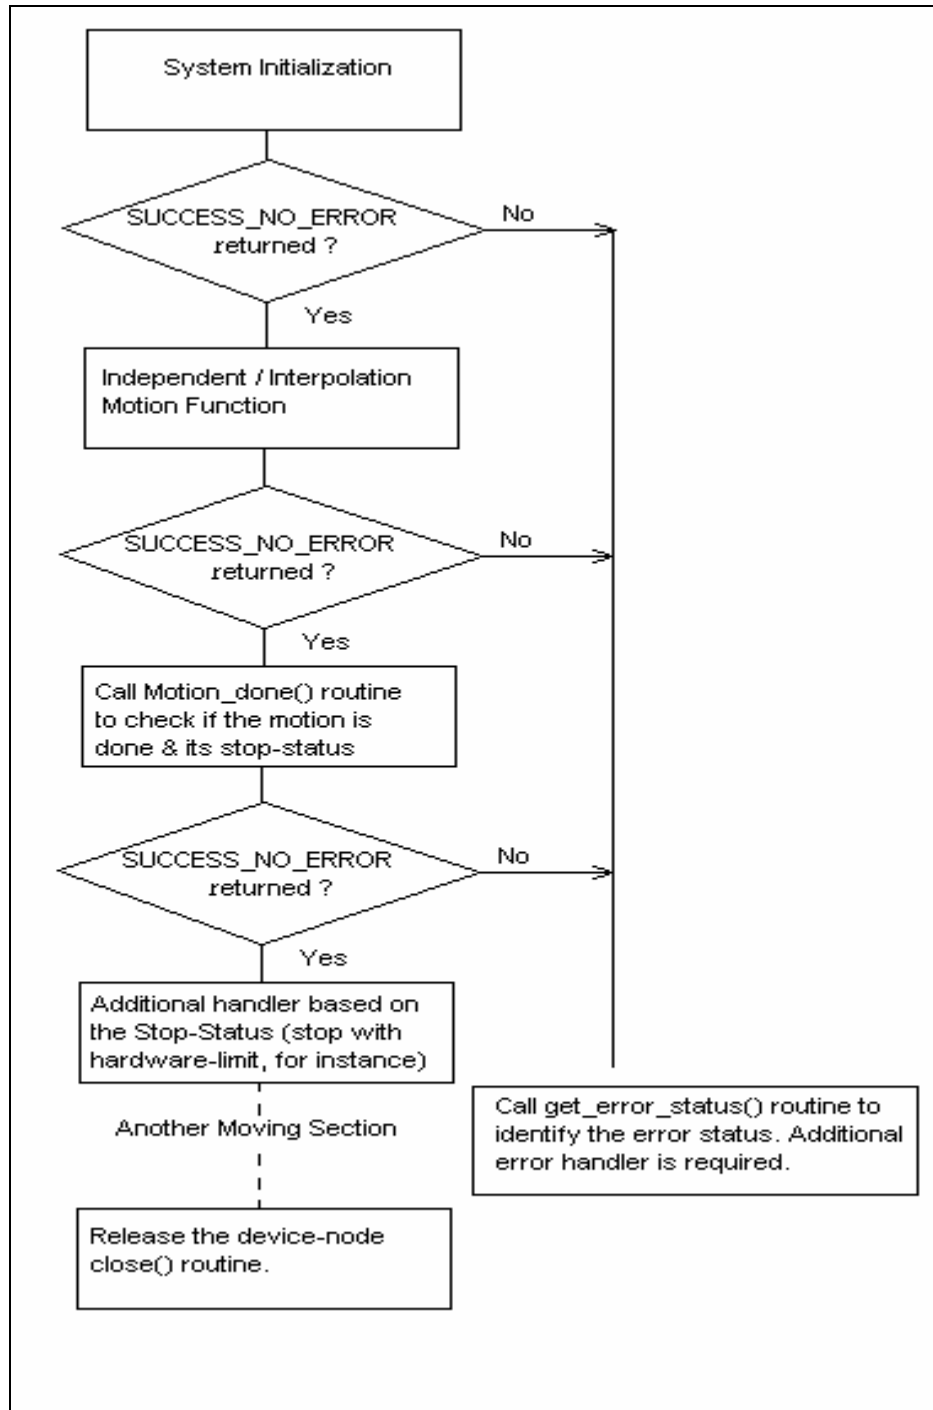 System Initialization
SUCCESS_NO_ERROR
returned ?
No
Yes
Independent / Interpolation
Motion Function
SUCCESS_NO_ERROR
returned ?
No
Yes
Call Motion_done() routine
to check if the motion is
done & its stop-status
SUCCESS_NO_ERROR
returned ?
No
Yes
Additional handler based on
the Stop-Status (stop with
hardware-limit, for instance)
Another Moving Section
Call get_error_status() routine to
identify the error status. Additional
error handler is required.
Release the device-node
close() routine.